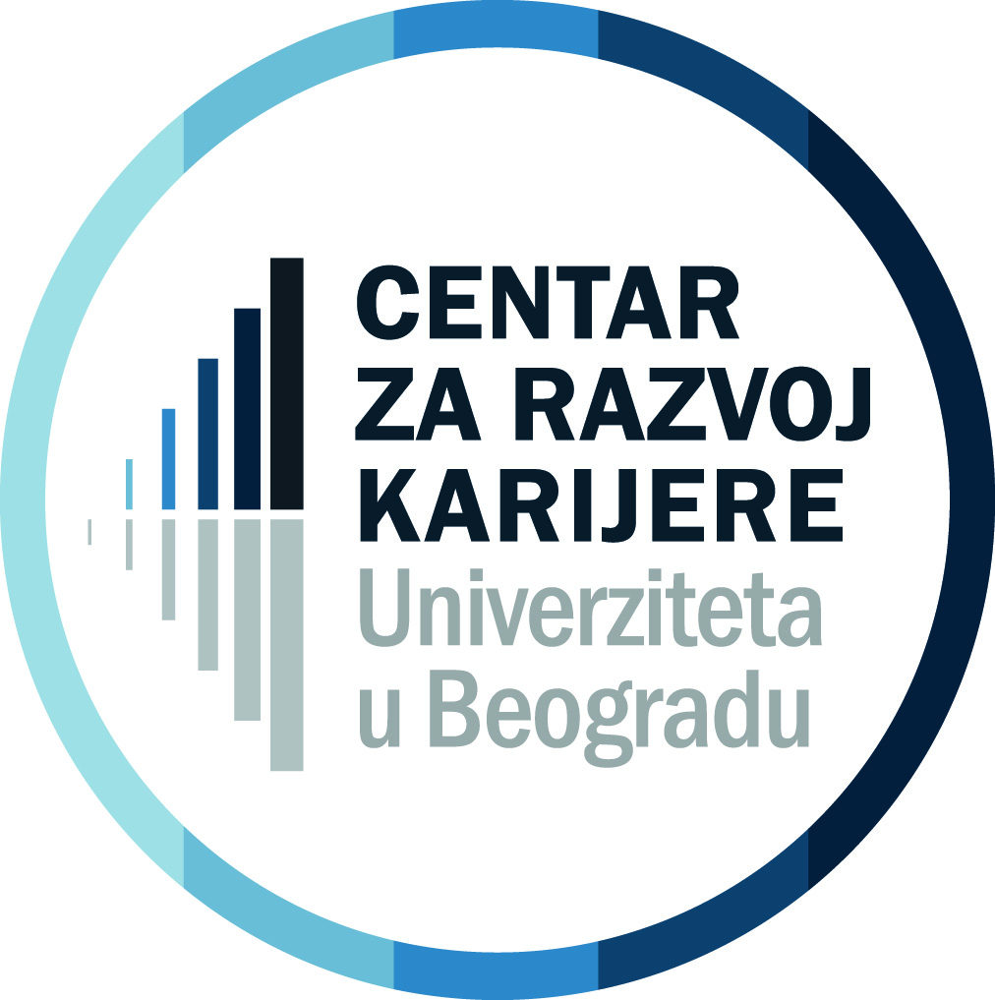 CENTAR
ZA RAZVOJ
KARIJERE
Univerziteta
u Beogradu